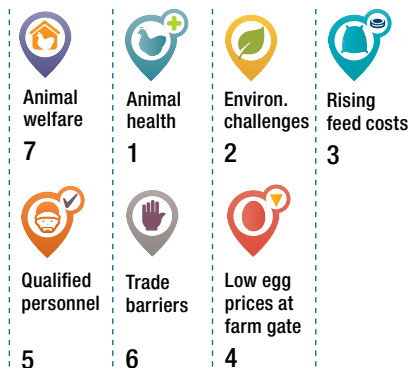 Animal
welfare
7
Animal
health
1
Environ.
challenges
2
Rising
feed costs
3
Qualified
personnel
5
Trade
barriers
6
Low egg
prices at
farm gate
4